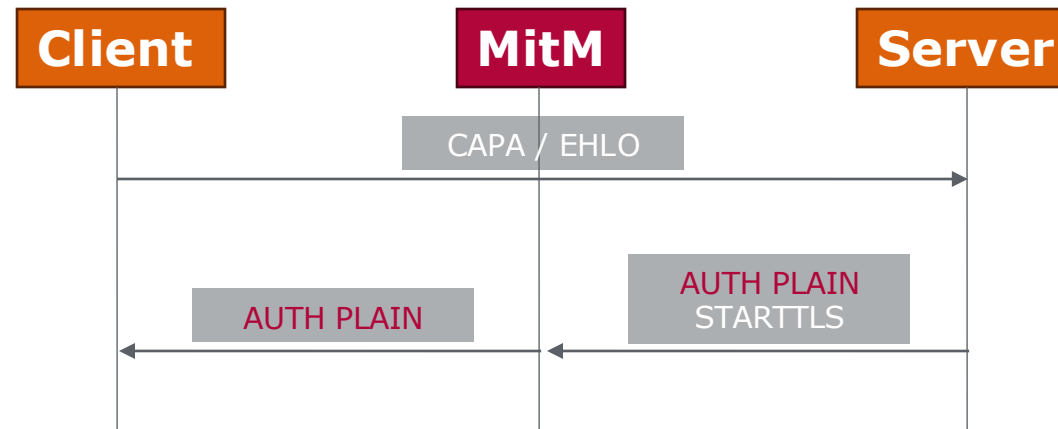 Client
MitM
Server
CAPA / EHLO
AUTH PLAIN
AUTH PLAIN
STARTTLS